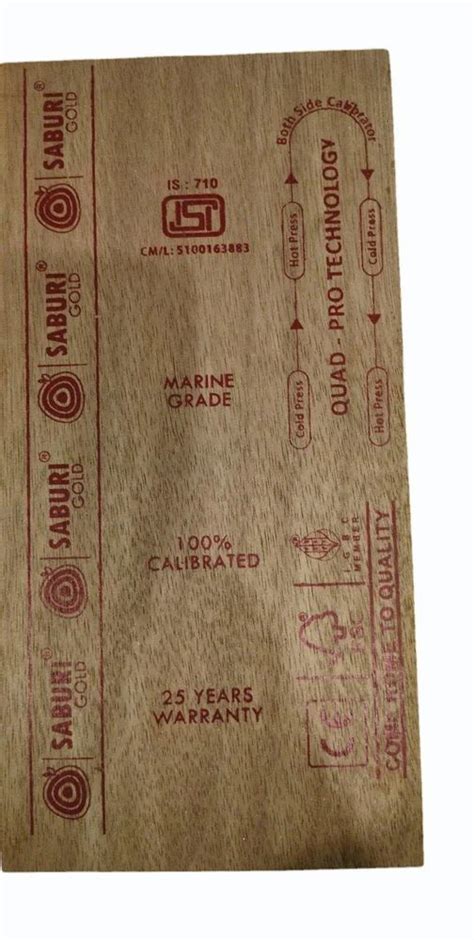 SABURI®
GOLD
SABURI®
GOLD
SABURI®
GOLD
SABURI®
GOLD
IS : 710
ISI
CM/L: 5100163883
MARINE
GRADE
100%
CALIBRATED
25 YEARS
WARRANTY
Both Side Calibrator
Hot Press
Cold Press
QUAD - PRO TECHNOLOGY
Cold Press
Hot Press
IGBC
MEMBER
CE
FSC
COME HOME TO QUALITY